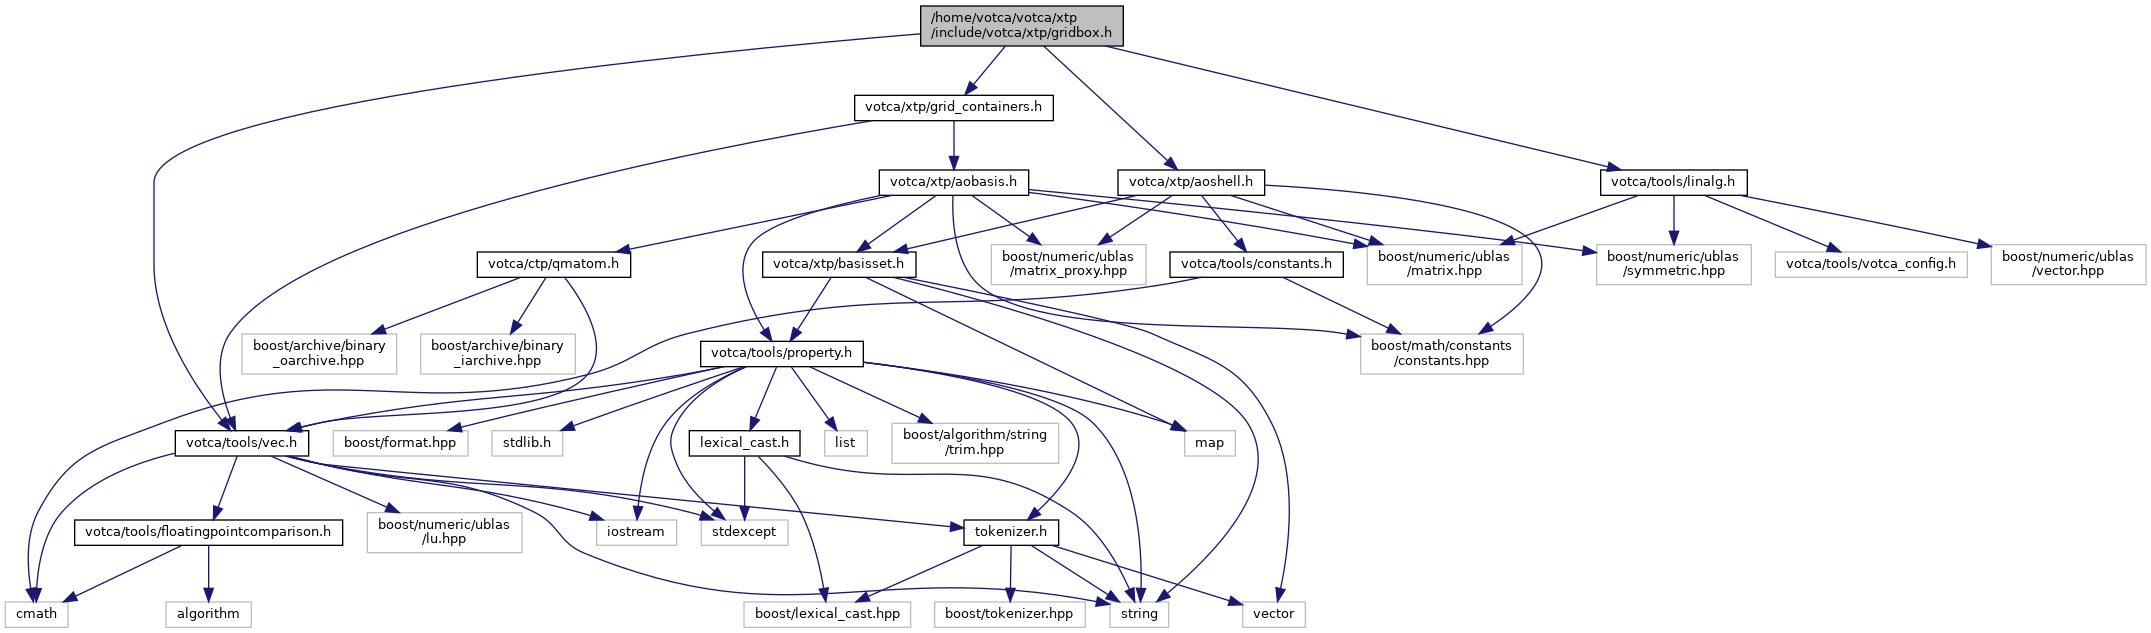 /home/votca/votca/xtp
/include/votca/xtp/gridbox.h
votca/xtp/grid_containers.h
votca/xtp/aobasis.h
votca/xtp/aoshell.h
votca/tools/linalg.h
votca/ctp/qmatom.h
votca/xtp/basisset.h
boost/numeric/ublas
/matrix_proxy.hpp
votca/tools/constants.h
boost/numeric/ublas
/matrix.hpp
boost/numeric/ublas
/symmetric.hpp
votca/tools/votca_config.h
boost/numeric/ublas
/vector.hpp
boost/archive/binary
_oarchive.hpp
boost/archive/binary
_iarchive.hpp
votca/tools/property.h
boost/math/constants
/constants.hpp
votca/tools/vec.h
boost/format.hpp
stdlib.h
lexical_cast.h
list
boost/algorithm/string
/trim.hpp
map
votca/tools/floatingpointcomparison.h
boost/numeric/ublas
/lu.hpp
iostream
stdexcept
tokenizer.h
cmath
algorithm
boost/lexical_cast.hpp
boost/tokenizer.hpp
string
vector